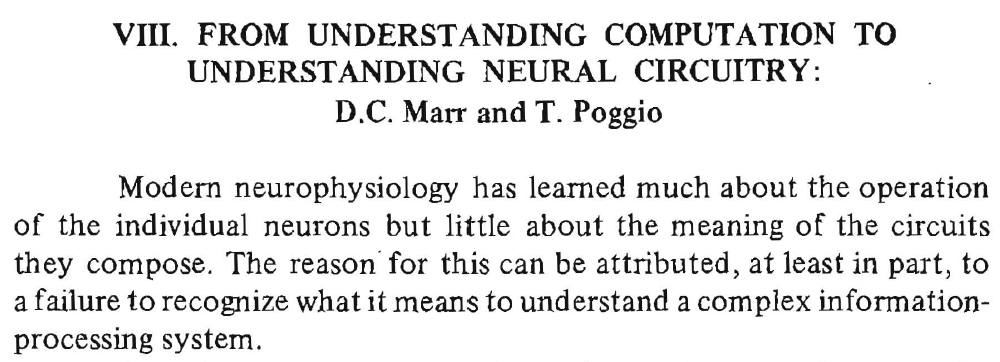 VIII. FROM UNDERSTANDING COMPUTATION TO
UNDERSTANDING NEURAL CIRCUITRY:
D.C. Marr and T. Poggio
Modern neurophysiology has learned much about the operation
of the individual neurons but little about the meaning of the circuits
they compose. The reason for this can be attributed, at least in part, to
a failure to recognize what it means to understand a complex information-
processing system.